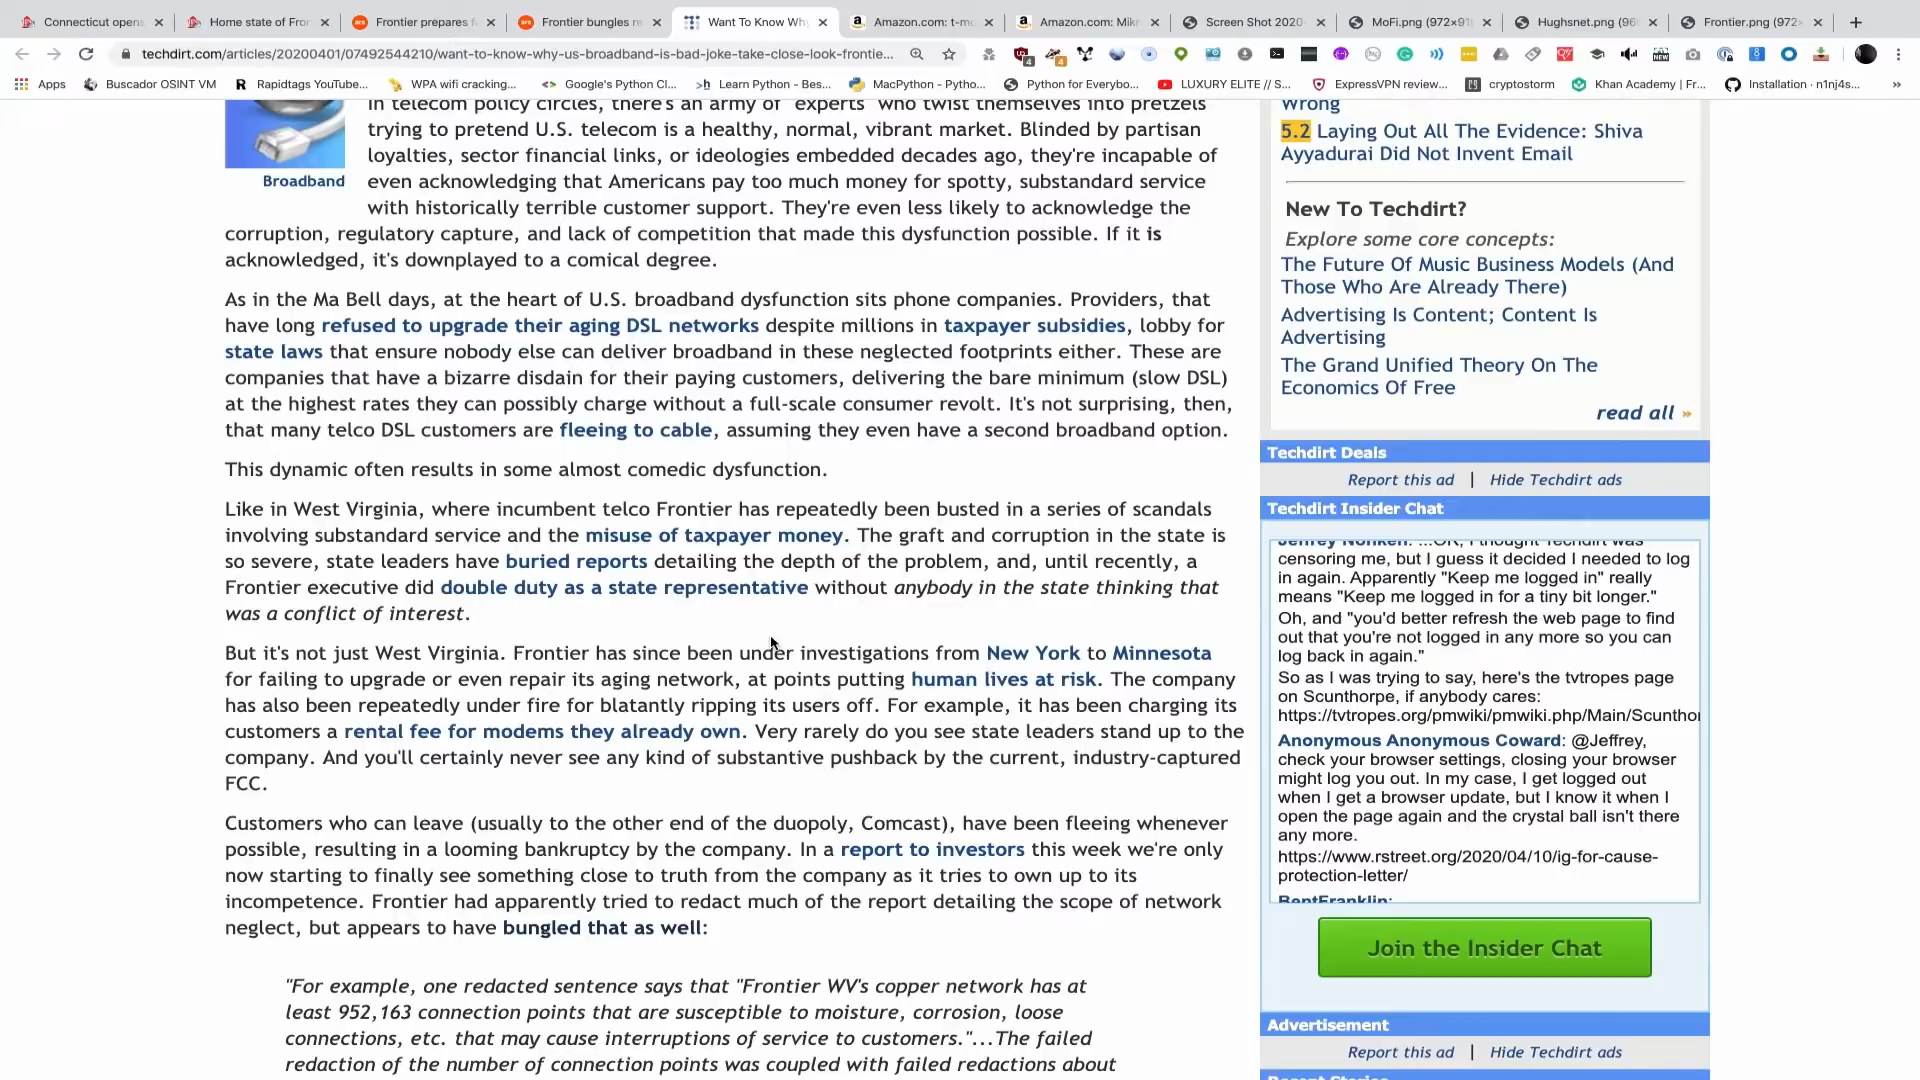 Connecticut opens
Home state of Fron
Frontier prepares f
Frontier bungles re
Want To Know Why
Amazon.com: t-mo
Amazon.com: Mikr
Screen Shot 2020-
MoFi.png (972×91
Hughsnet.png (96
Frontier.png (972×
techdirt.com/articles/20200401/07492544210/want-to-know-why-us-broadband-is-bad-joke-take-close-look-frontie...
Apps
Buscador OSINT VM
Rapidtags YouTube...
WPA wifi cracking...
Google's Python Cl...
Learn Python - Bes...
MacPython - Pytho...
Python for Everybo...
LUXURY ELITE // S...
ExpressVPN review...
cryptostorm
Khan Academy | Fr...
Installation · n1nj4s...
»
Broadband
In telecom policy circles, there's an army of "experts" who twist themselves into pretzels
trying to pretend U.S. telecom is a healthy, normal, vibrant market. Blinded by partisan
loyalties, sector financial links, or ideologies embedded decades ago, they're incapable of
even acknowledging that Americans pay too much money for spotty, substandard service
with historically terrible customer support. They're even less likely to acknowledge the
corruption, regulatory capture, and lack of competition that made this dysfunction possible. If it is
acknowledged, it's downplayed to a comical degree.
As in the Ma Bell days, at the heart of U.S. broadband dysfunction sits phone companies. Providers, that
have long refused to upgrade their aging DSL networks despite millions in taxpayer subsidies, lobby for
state laws that ensure nobody else can deliver broadband in these neglected footprints either. These are
companies that have a bizarre disdain for their paying customers, delivering the bare minimum (slow DSL)
at the highest rates they can possibly charge without a full-scale consumer revolt. It's not surprising, then,
that many telco DSL customers are fleeing to cable, assuming they even have a second broadband option.
This dynamic often results in some almost comedic dysfunction.
Like in West Virginia, where incumbent telco Frontier has repeatedly been busted in a series of scandals
involving substandard service and the misuse of taxpayer money. The graft and corruption in the state is
so severe, state leaders have buried reports detailing the depth of the problem, and, until recently, a
Frontier executive did double duty as a state representative without anybody in the state thinking that
was a conflict of interest.
But it's not just West Virginia. Frontier has since been under investigations from New York to Minnesota
for failing to upgrade or even repair its aging network, at points putting human lives at risk. The company
has also been repeatedly under fire for blatantly ripping its users off. For example, it has been charging its
customers a rental fee for modems they already own. Very rarely do you see state leaders stand up to the
company. And you'll certainly never see any kind of substantive pushback by the current, industry-captured
FCC.
Customers who can leave (usually to the other end of the duopoly, Comcast), have been fleeing whenever
possible, resulting in a looming bankruptcy by the company. In a report to investors this week we're only
now starting to finally see something close to truth from the company as it tries to own up to its
incompetence. Frontier had apparently tried to redact much of the report detailing the scope of network
neglect, but appears to have bungled that as well:
"For example, one redacted sentence says that "Frontier WV's copper network has at
least 952,163 connection points that are susceptible to moisture, corrosion, loose
connections, etc. that may cause interruptions of service to customers."...The failed
redaction of the number of connection points was coupled with failed redactions about
Wrong
5.2 Laying Out All The Evidence: Shiva
Ayyadurai Did Not Invent Email
New To Techdirt?
Explore some core concepts:
The Future Of Music Business Models (And
Those Who Are Already There)
Advertising Is Content; Content Is
Advertising
The Grand Unified Theory On The
Economics Of Free
read all »
Techdirt Deals
Report this ad | Hide Techdirt ads
Techdirt Insider Chat
Jeffrey Nonken: ...OK, I thought Techdirt was
censoring me, but I guess it decided I needed to log
in again. Apparently "Keep me logged in" really
means "Keep me logged in for a tiny bit longer."
Oh, and "you'd better refresh the web page to find
out that you're not logged in any more so you can
log back in again."
So as I was trying to say, here's the tvtropes page
on Scunthorpe, if anybody cares:
https://tvtropes.org/pmwiki/pmwiki.php/Main/Scuntho
Anonymous Anonymous Coward: @Jeffrey,
check your browser settings, closing your browser
might log you out. In my case, I get logged out
when I get a browser update, but I know it when I
open the page again and the crystal ball isn't there
any more.
https://www.rstreet.org/2020/04/10/ig-for-cause-
protection-letter/
BentFranklin:
Join the Insider Chat
Advertisement
Report this ad | Hide Techdirt ads
Recent Stories